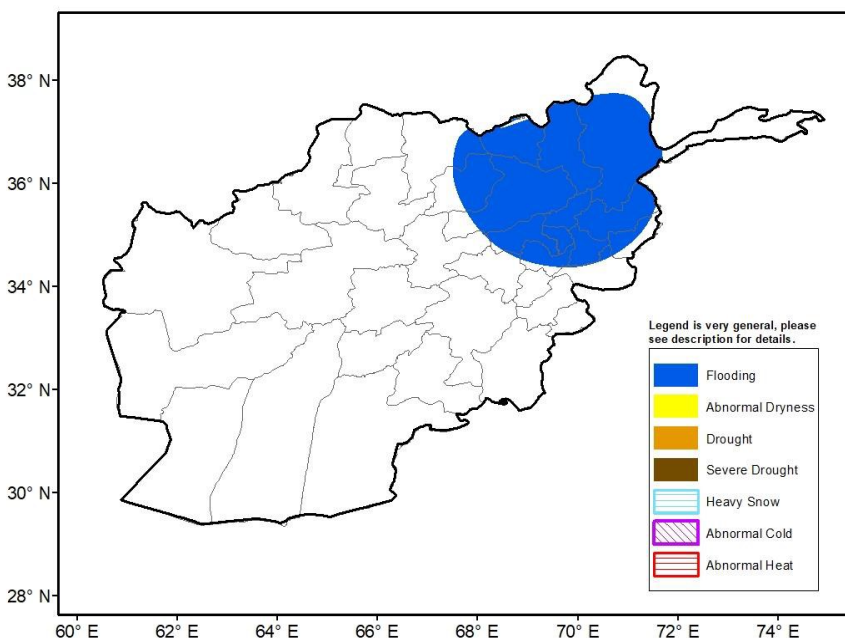 38° N
36° N
34° N
32° N
30° N
28° N
Legend is very general, please
see description for details.
Flooding
Abnormal Dryness
Drought
Severe Drought
Heavy Snow
Abnormal Cold
Abnormal Heat
60° E 62° E 64° E 66° E 68° E 70° E 72° E 74° E